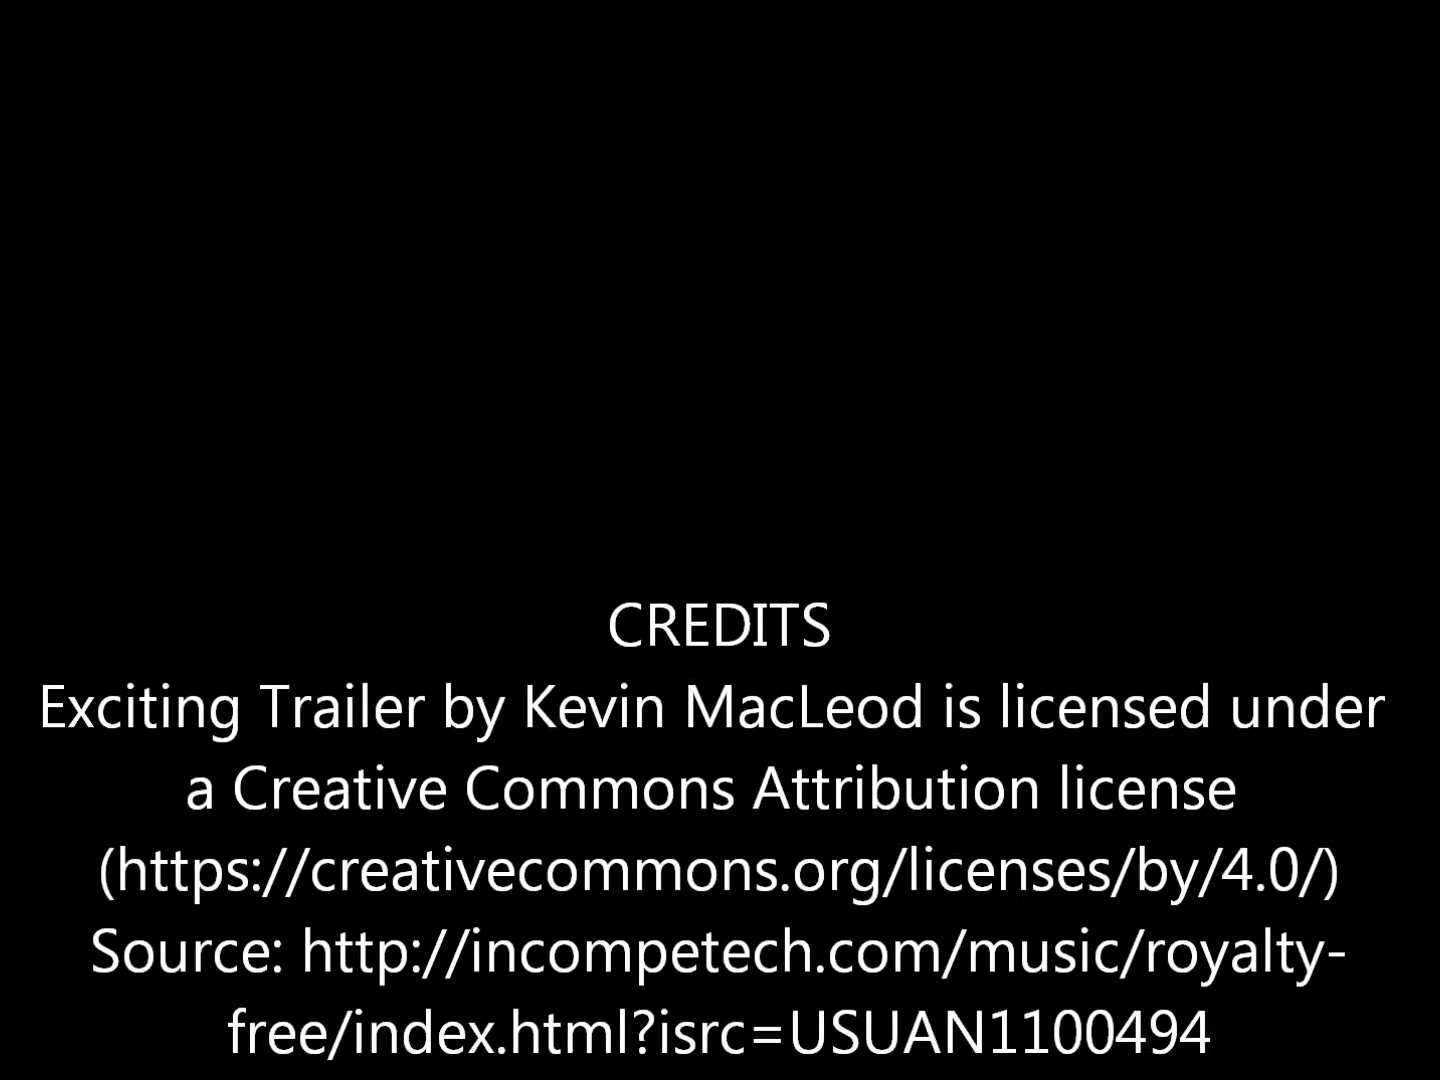 CREDITS
Exciting Trailer by Kevin MacLeod is licensed under
a Creative Commons Attribution license
(https://creativecommons.org/licenses/by/4.0/)
Source: http://incompetech.com/music/royalty-
free/index.html?isrc=USUAN1100494